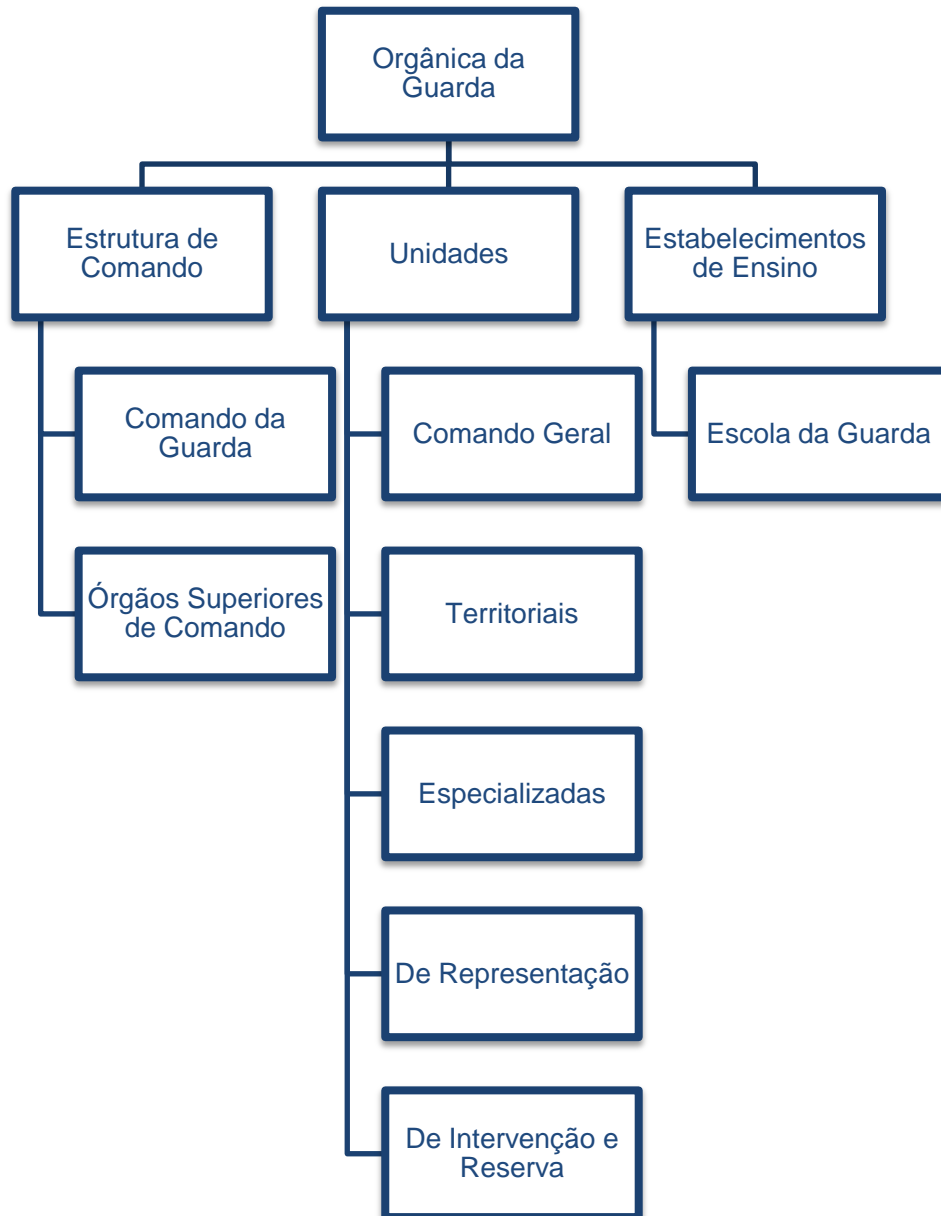 Orgânica da
Guarda
Estrutura de
Comando
Unidades
Estabelecimentos
de Ensino
Comando da
Guarda
Comando Geral
Escola da Guarda
Órgãos Superiores
de Comando
Territoriais
Especializadas
De Representação
De Intervenção e
Reserva